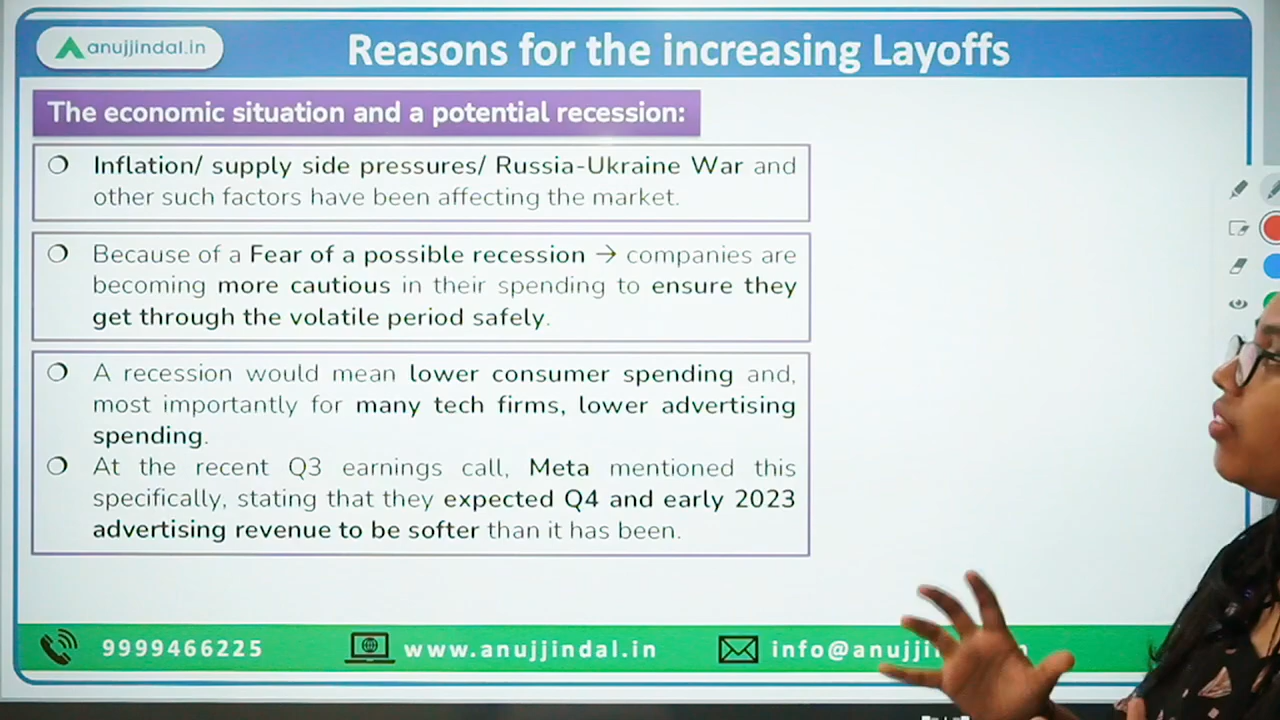 anujjindal.in
Reasons for the increasing Layoffs
The economic situation and a potential recession:
Inflation/ supply side pressures/ Russia-Ukraine War and
other such factors have been affecting the market.
Because of a Fear of a possible recession → companies are
becoming more cautious in their spending to ensure they
get through the volatile period safely.
A recession would mean lower consumer spending and,
most importantly for many tech firms, lower advertising
spending.
At the recent Q3 earnings call, Meta mentioned this
specifically, stating that they expected Q4 and early 2023
advertising revenue to be softer than it has been.
9999466225
www.anujjindal.in